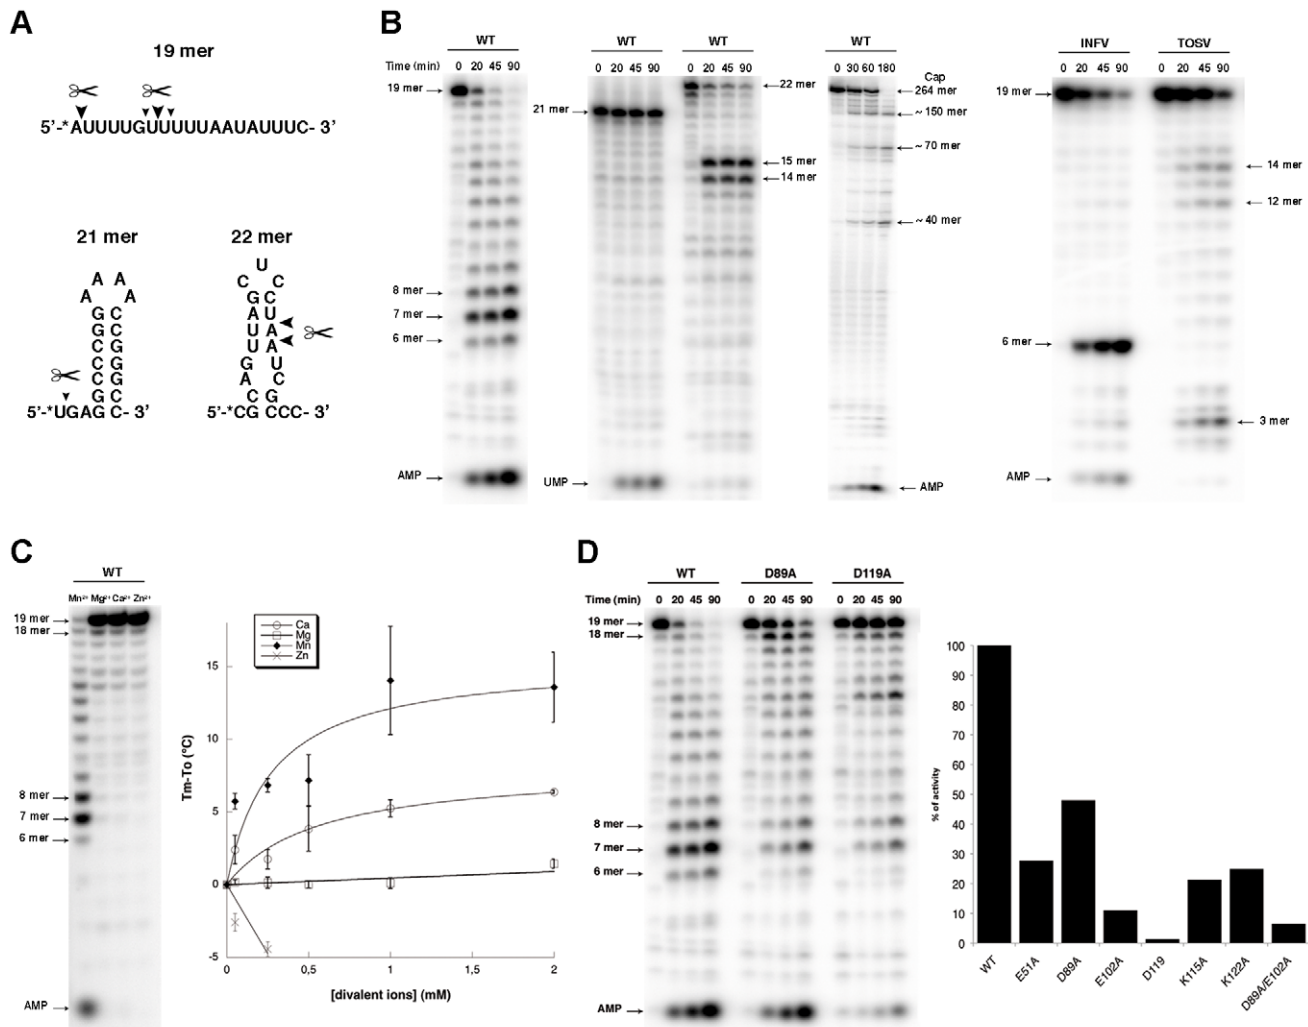 A
19 mer
5'-*AUUUUGUUUUUUAAUAUUUC- 3'
21 mer
A A
A A
G C
G C
C G
C G
C G
C G
5'-*UGAGC- 3'
22 mer
U
C C
G C
A U
U A
U A
G U
A C
C G
5'-*CG CCC- 3'
B
WT
Time (min) 0 20 45 90
19 mer
8 mer
7 mer
6 mer
AMP
WT
0 20 45 90
21 mer
UMP
WT
0 20 45 90
22 mer
15 mer
14 mer
WT
0 30 60 180
Cap
264 mer
~ 150 mer
~ 70 mer
~ 40 mer
AMP
INFV TOSV
0 20 45 90 0 20 45 90
19 mer
6 mer
AMP
14 mer
12 mer
3 mer
C
WT
Mn²⁺ Mg²⁺ Ca²⁺ Zn²⁺
19 mer
18 mer
8 mer
7 mer
6 mer
AMP
Ca
Mg
Mn
Zn
Tm-To (°C)
15
10
5
0
-5
0 0,5 1 1,5 2
[divalent ions] (mM)
D
WT D89A D119A
Time (min) 0 20 45 90 0 20 45 90 0 20 45 90
19 mer
18 mer
8 mer
7 mer
6 mer
AMP
% of activity
100
90
80
70
60
50
40
30
20
10
0
WT E51A D89A E102A D119 K115A K122A D89A/E102A